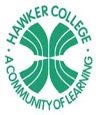 · HAWKER COLLEGE ·
A COMMUNITY OF LEARNING